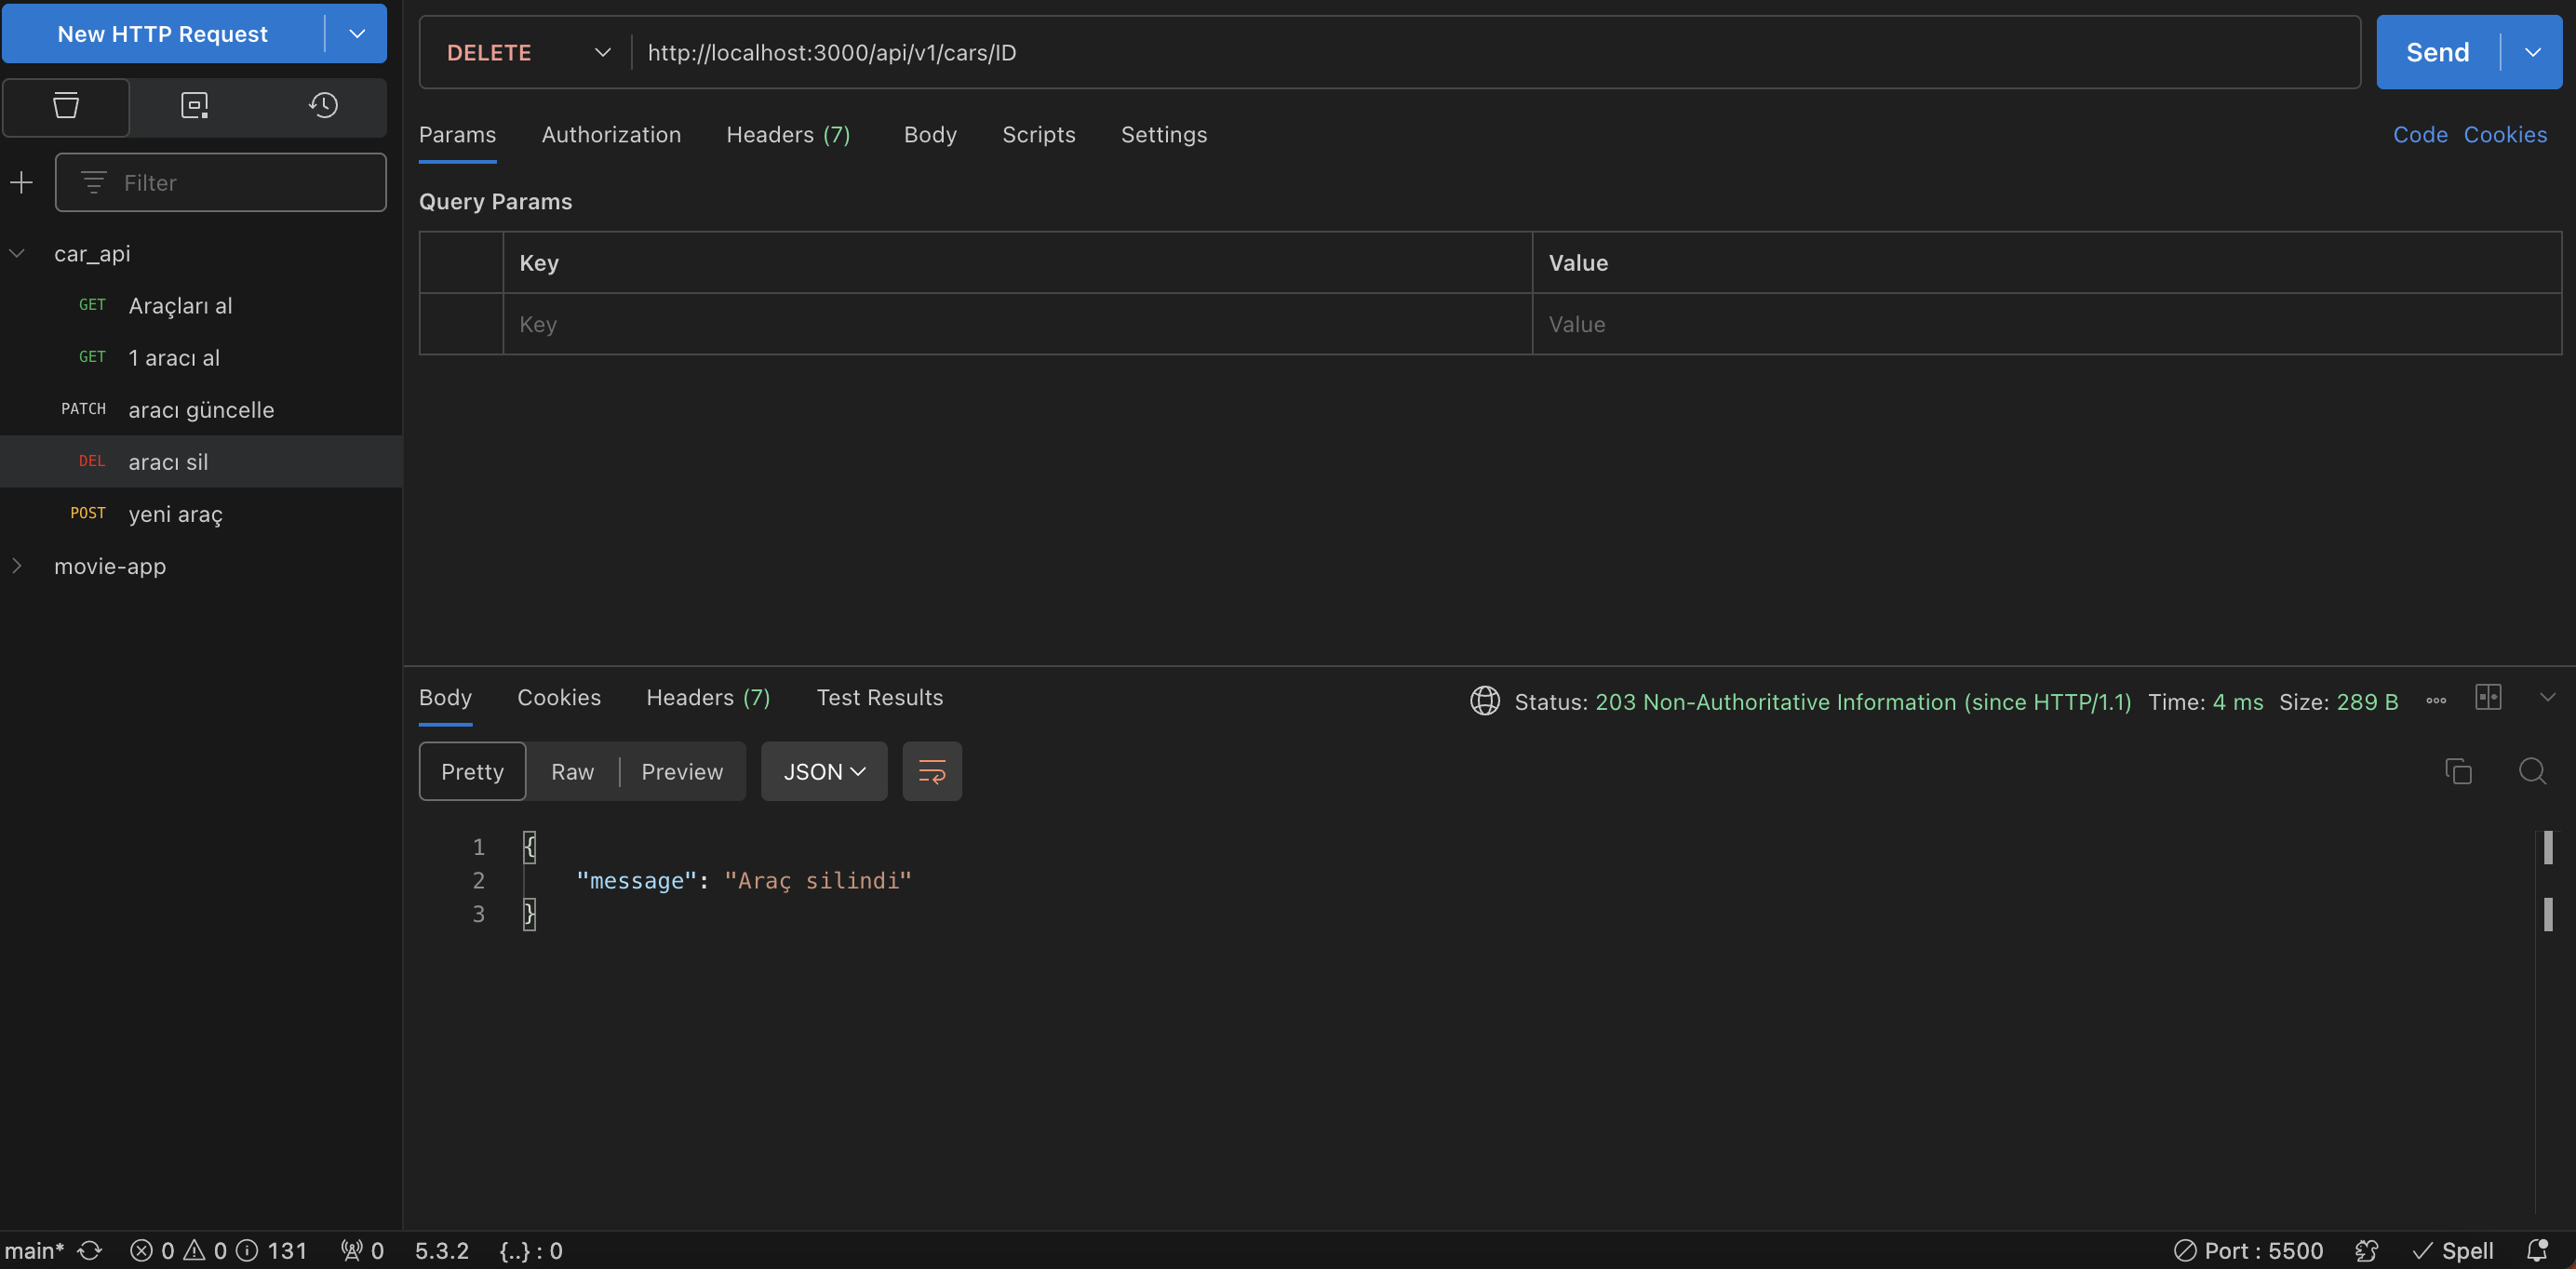 New HTTP Request
Filter
car_api
GET Araçları al
GET 1 aracı al
PATCH aracı güncelle
DEL aracı sil
POST yeni araç
movie-app
DELETE http://localhost:3000/api/v1/cars/ID Send
Params Authorization Headers (7) Body Scripts Settings Code Cookies
Query Params
Key Value
Key Value
Body Cookies Headers (7) Test Results Status: 203 Non-Authoritative Information (since HTTP/1.1) Time: 4 ms Size: 289 B
Pretty Raw Preview JSON
1 {
2 "message": "Araç silindi"
3 }
main* 0 0 131 0 5.3.2 {..} : 0 Port : 5500 Spell